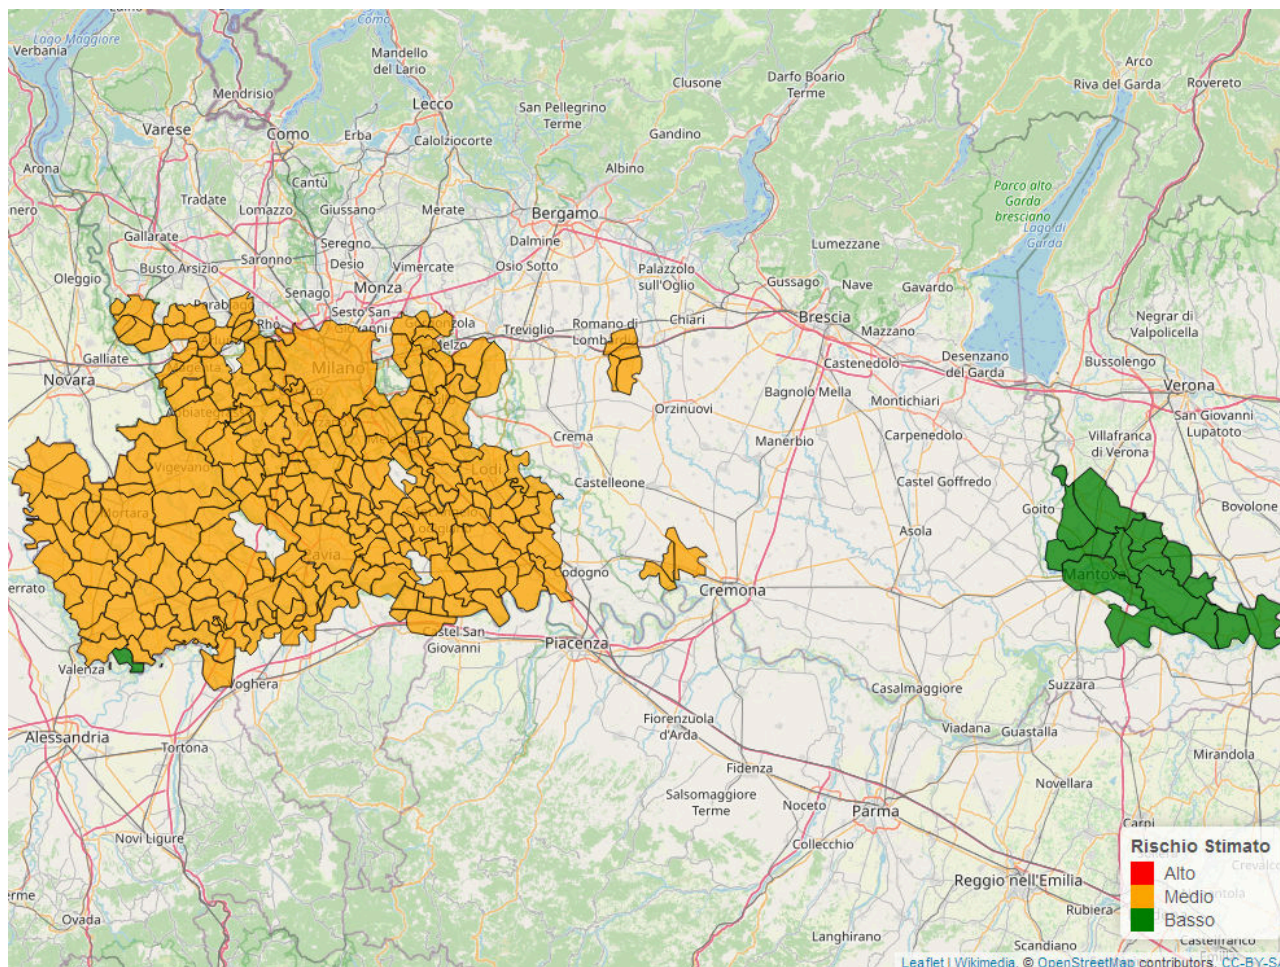 Como
Lago Maggiore
Verbania
Mandello
del Lario
Arco
Riva del Garda
Rovereto
Clusone
Darfo Boario
Terme
Mendrisio
Lecco
San Pellegrino
Terme
Varese
Como
Erba
Calolziocorte
Gandino
Arona
Albino
Cantù
Parco alto
Garda
bresciano
Tradate
Lomazzo
Giussano
Merate
Bergamo
Lago di
Garda
Gallarate
Seregno
Dalmine
Lumezzane
Saronno
Desio
Vimercate
Osio Sotto
Palazzolo
sull'Oglio
Busto Arsizio
Oleggio
Senago
Monza
Gussago
Nave
Gavardo
Rho
Sesto San
Giovanni
Treviglio
Romano di
Lombardia
Chiari
Brescia
Mazzano
Negrar di
Valpolicella
Melzo
Galliate
Magenta
Milano
Castenedolo
Desenzano
del Garda
Bussolengo
Novara
Bagnolo Mella
Montichiari
Verona
Orzinuovi
San Giovanni
Lupatoto
Crema
Manerbio
Carpenedolo
Villafranca
di Verona
Vigevano
Lodi
Castelleone
Castel Goffredo
Mortara
Goito
Bovolone
Asola
Pavia
Mantova
Cremona
Castel San
Giovanni
Piacenza
Valenza
Voghera
Casalmaggiore
Suzzara
Fiorenzuola
d'Arda
Viadana
Guastalla
Alessandria
Tortona
Mirandola
Fidenza
Novellara
Salsomaggiore
Terme
Noceto
Parma
Carpi
Novi Ligure
Collecchio
Rischio Stimato
Alto
Medio
Basso
Reggio nell'Emilia
Rubiera
Ovada
Langhirano
Scandiano
Castelfranco
Leaflet | Wikimedia, © OpenStreetMap contributors, CC-BY-SA